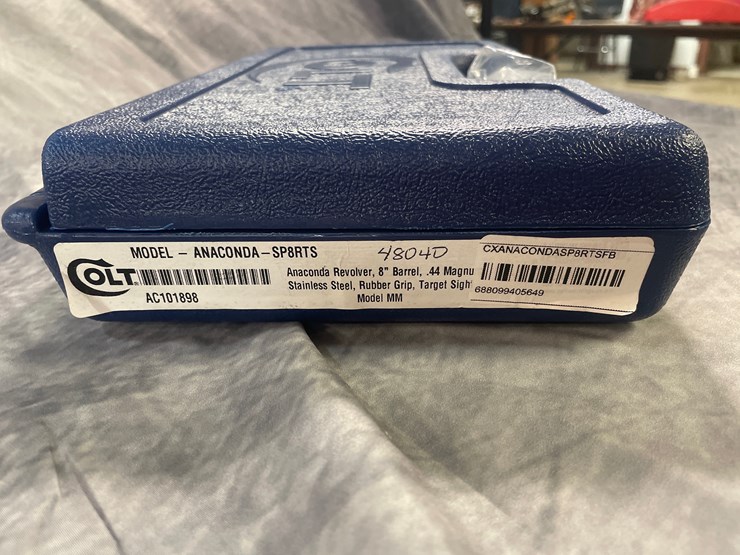 COLT
MODEL - ANACONDA-SP8RTS
4804D
COLT
AC101898
Anaconda Revolver, 8" Barrel, .44 Magnu
Stainless Steel, Rubber Grip, Target Sigh
Model MM
CXANACONDASP8RTSFB
688099405649